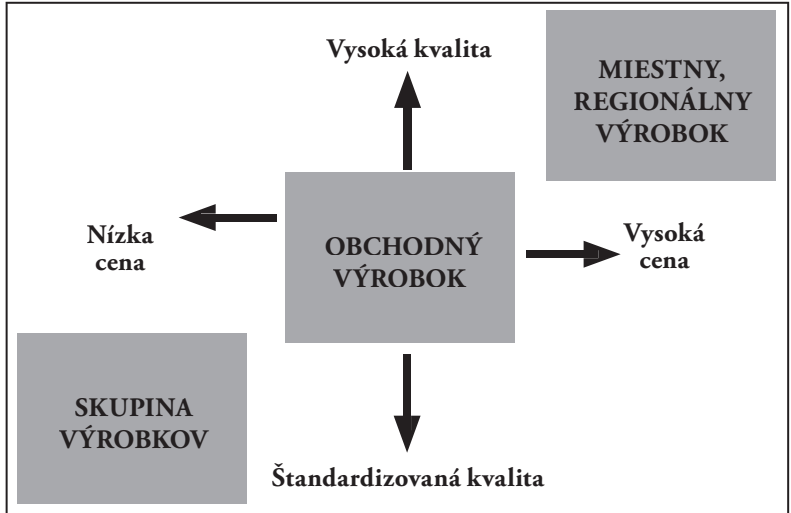 Vysoká kvalita
MIESTNY,
REGIONÁLNY
VÝROBOK
Nízka
cena
OBCHODNÝ
VÝROBOK
Vysoká
cena
SKUPINA
VÝROBKOV
Štandardizovaná kvalita